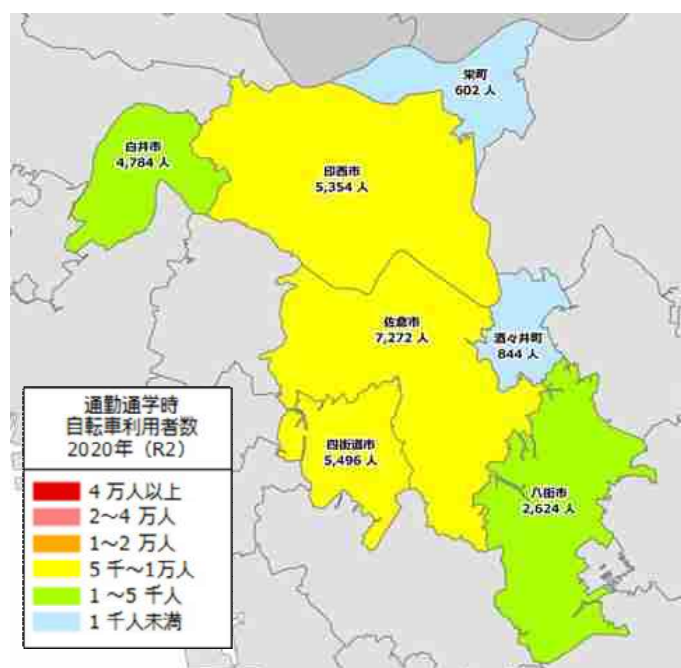 栄町
602 人
白井市
4,784 人
印西市
5,354 人
佐倉市
7,272 人
酒々井町
844 人
四街道市
5,496 人
八街市
2,624 人
通勤通学時
自転車利用者数
2020年（R2）
4 万人以上
2～4 万人
1～2 万人
5 千～1万人
1 ～5 千人
1 千人未満